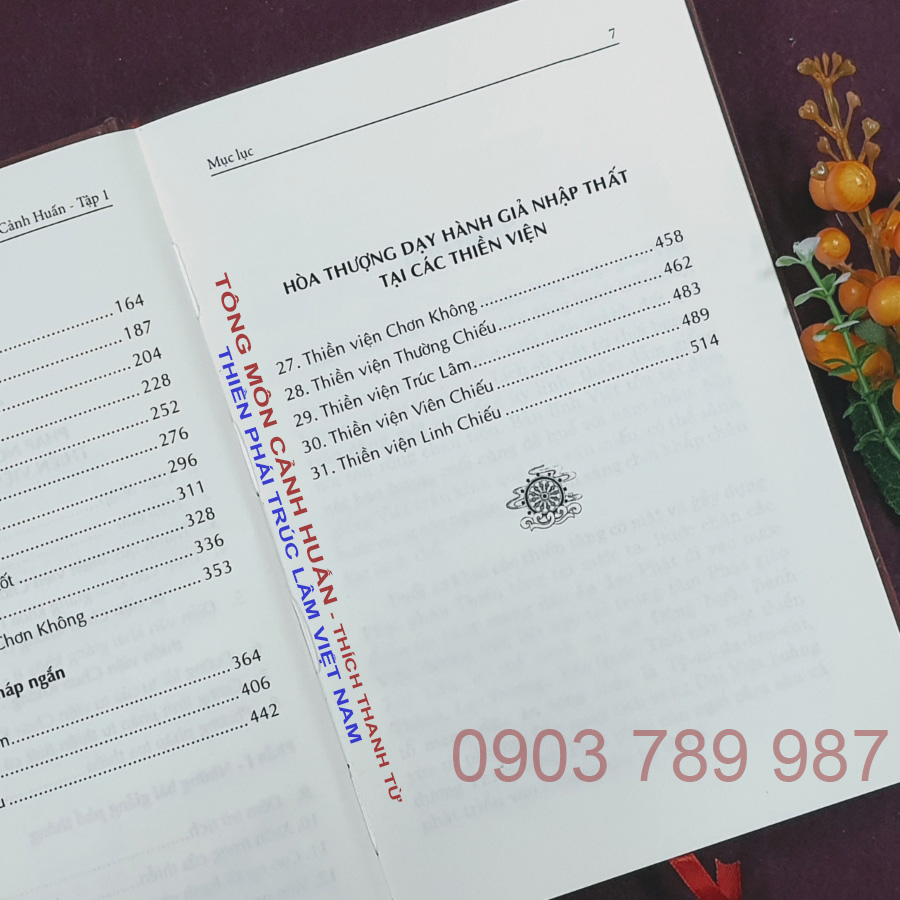 Cảnh Huấn - Tập 1
164
187
204
228
252
276
296
311
328
336
Chơn Không 353
364
406
442
Mục lục 7
HÒA THƯỢNG DẠY HÀNH GIẢ NHẬP THẤT
TẠI CÁC THIỀN VIỆN
27. Thiền viện Chơn Không 458
28. Thiền viện Thường Chiếu 462
29. Thiền viện Trúc Lâm 483
30. Thiền viện Viên Chiếu 489
31. Thiền viện Linh Chiếu 514
TÔNG MÔN CẢNH HUẤN - THÍCH THANH TỪ
THIỀN PHÁI TRÚC LÂM VIỆT NAM
0903 789 987